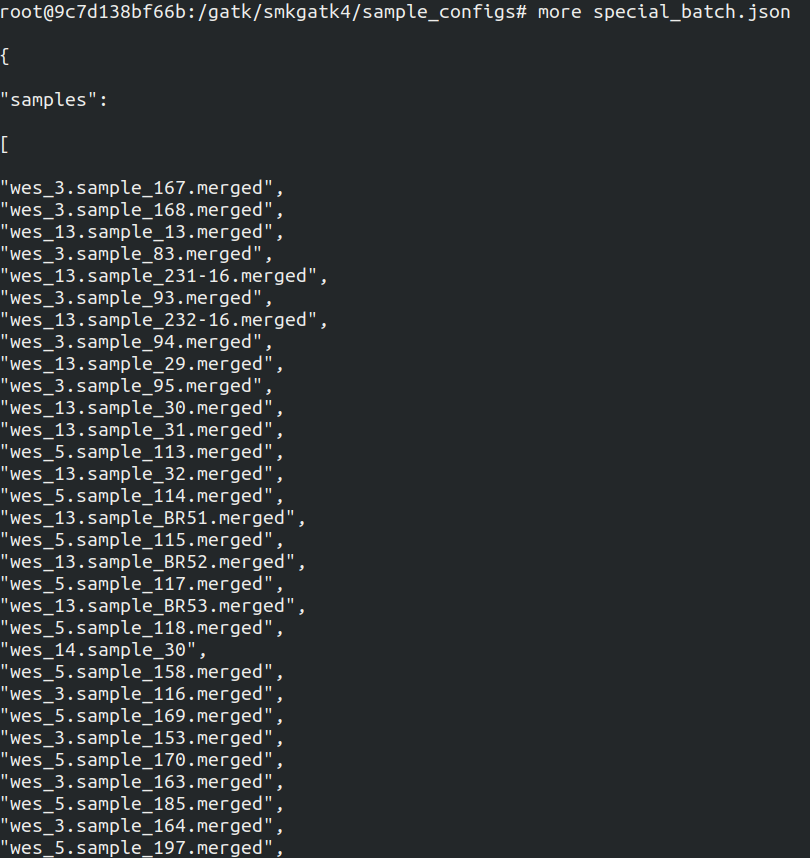 root@9c7d138bf66b:/gatk/smkgatk4/sample_configs# more special_batch.json
{
"samples":
[
"wes_3.sample_167.merged",
"wes_3.sample_168.merged",
"wes_13.sample_13.merged",
"wes_3.sample_83.merged",
"wes_13.sample_231-16.merged",
"wes_3.sample_93.merged",
"wes_13.sample_232-16.merged",
"wes_3.sample_94.merged",
"wes_13.sample_29.merged",
"wes_3.sample_95.merged",
"wes_13.sample_30.merged",
"wes_13.sample_31.merged",
"wes_5.sample_113.merged",
"wes_13.sample_32.merged",
"wes_5.sample_114.merged",
"wes_13.sample_BR51.merged",
"wes_5.sample_115.merged",
"wes_13.sample_BR52.merged",
"wes_5.sample_117.merged",
"wes_13.sample_BR53.merged",
"wes_5.sample_118.merged",
"wes_14.sample_30",
"wes_5.sample_158.merged",
"wes_3.sample_116.merged",
"wes_5.sample_169.merged",
"wes_3.sample_153.merged",
"wes_5.sample_170.merged",
"wes_3.sample_163.merged",
"wes_5.sample_185.merged",
"wes_3.sample_164.merged",
"wes_5.sample_197.merged",